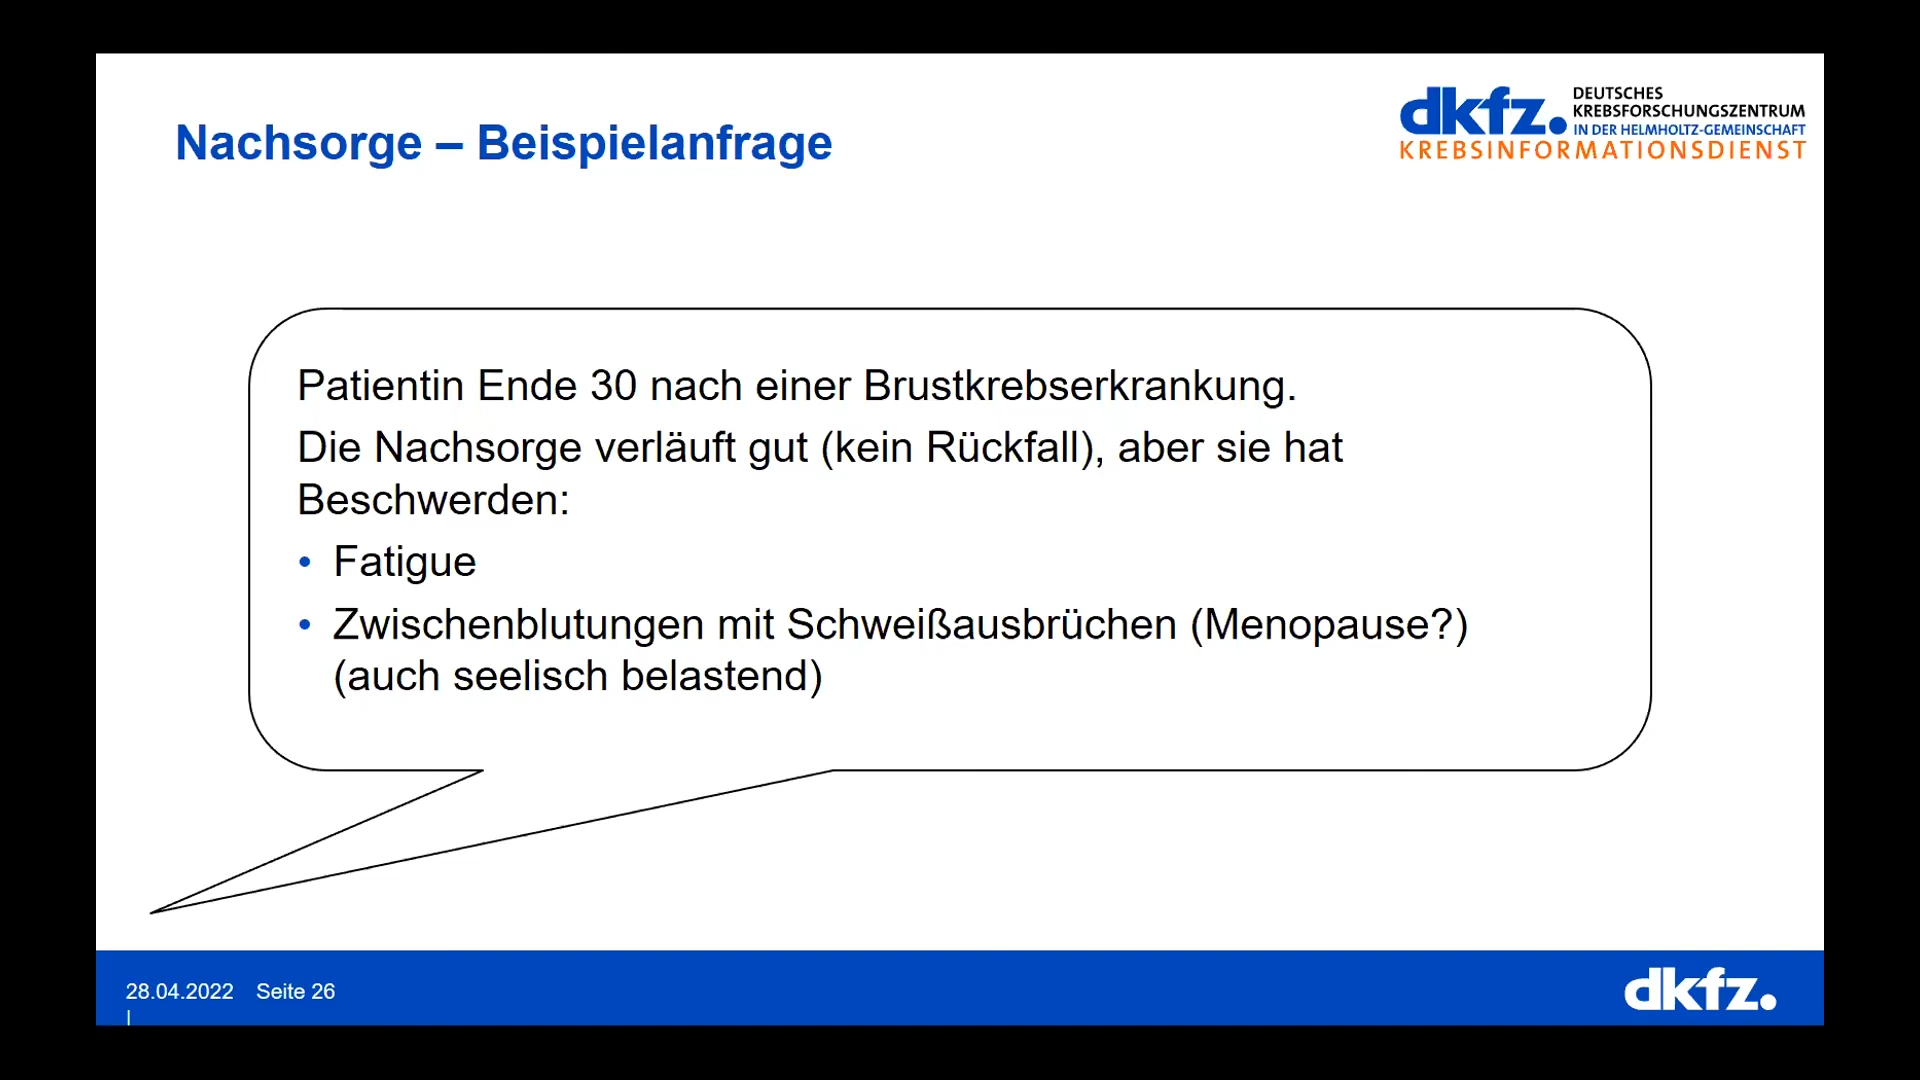 Nachsorge – Beispielanfrage
dkfz.
DEUTSCHES
KREBSFORSCHUNGSZENTRUM
IN DER HELMHOLTZ-GEMEINSCHAFT
KREBSINFORMATIONSDIENST
Patientin Ende 30 nach einer Brustkrebserkrankung.
Die Nachsorge verläuft gut (kein Rückfall), aber sie hat
Beschwerden:
• Fatigue
• Zwischenblutungen mit Schweißausbrüchen (Menopause?)
(auch seelisch belastend)
28.04.2022 Seite 26
|
dkfz.